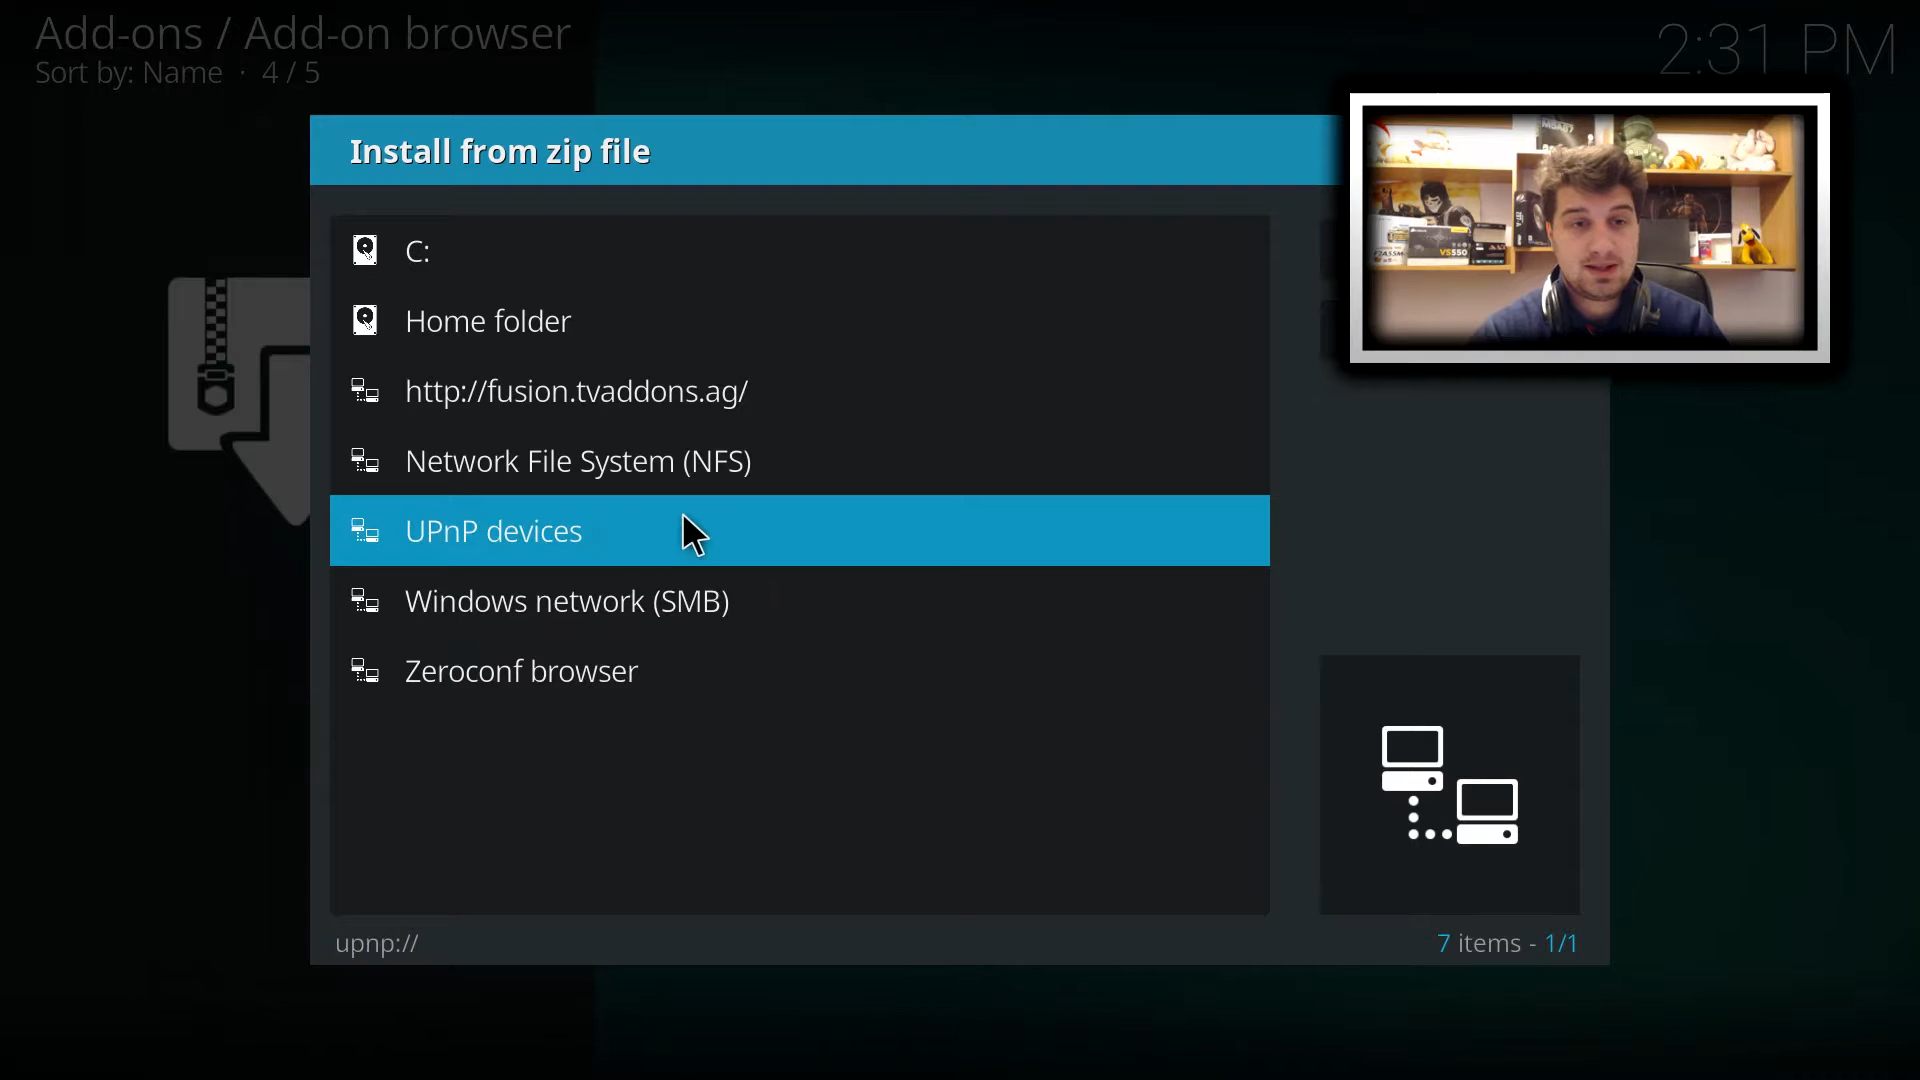 Add-ons / Add-on browser
Sort by: Name · 4 / 5
2:31 PM
Install from zip file
C:
Home folder
http://fusion.tvaddons.ag/
Network File System (NFS)
UPnP devices
Windows network (SMB)
Zeroconf browser
upnp://
7 items - 1/1
VS550